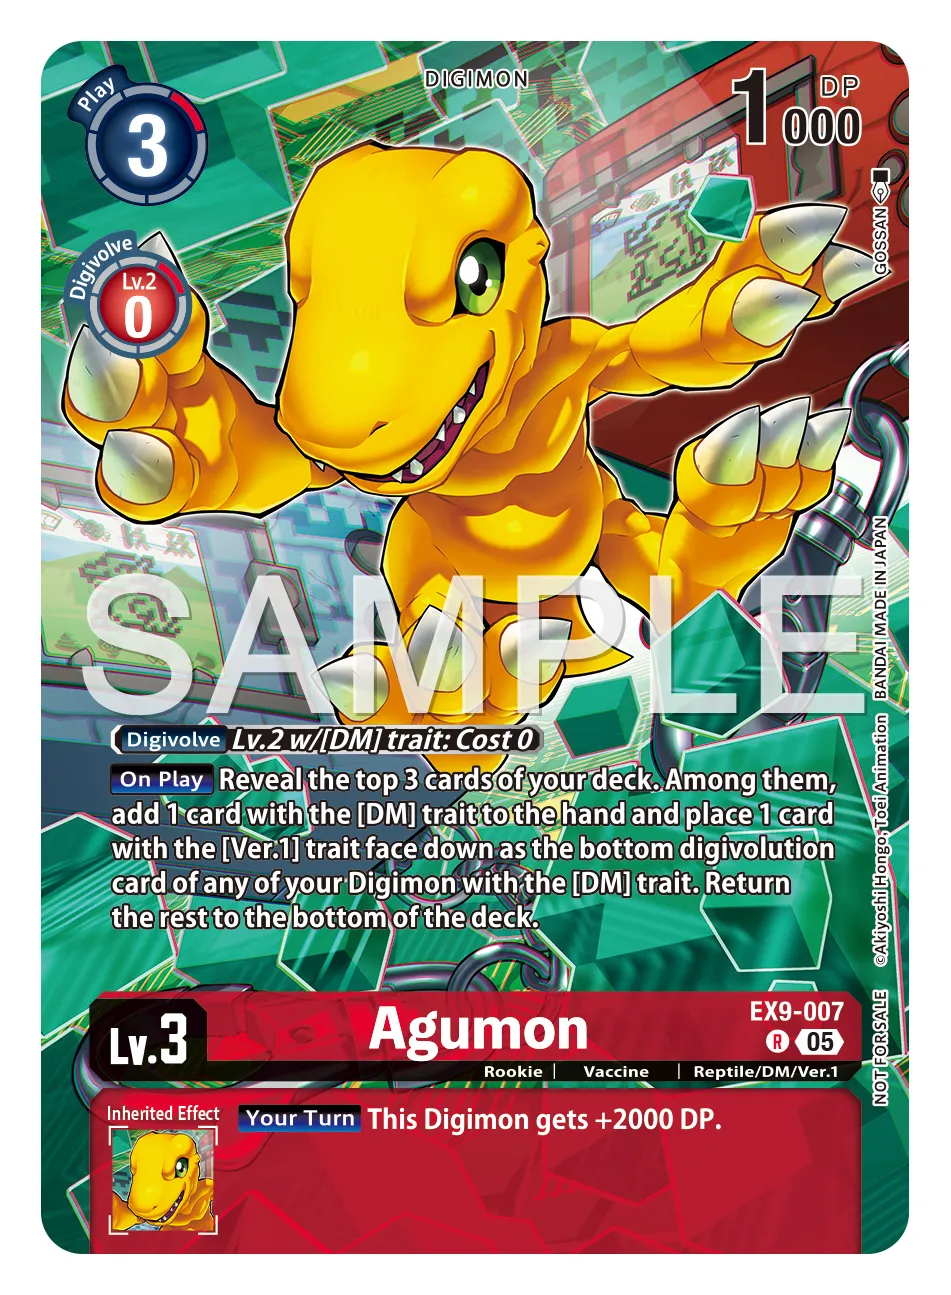 DIGIMON
Play
3
1000
DP
Digivolve
Lv.2
0
GOSSAN
BANDAI MADE IN JAPAN
©Akiyoshi Hongo, Toei Animation
NOT FOR SALE
SAMPLE
Digivolve Lv.2 w/[DM] trait: Cost 0
On Play Reveal the top 3 cards of your deck. Among them,
add 1 card with the [DM] trait to the hand and place 1 card
with the [Ver.1] trait face down as the bottom digivolution
card of any of your Digimon with the [DM] trait. Return
the rest to the bottom of the deck.
Lv.3
Agumon
EX9-007
R 05
Rookie | Vaccine | Reptile/DM/Ver.1
Inherited Effect
Your Turn This Digimon gets +2000 DP.